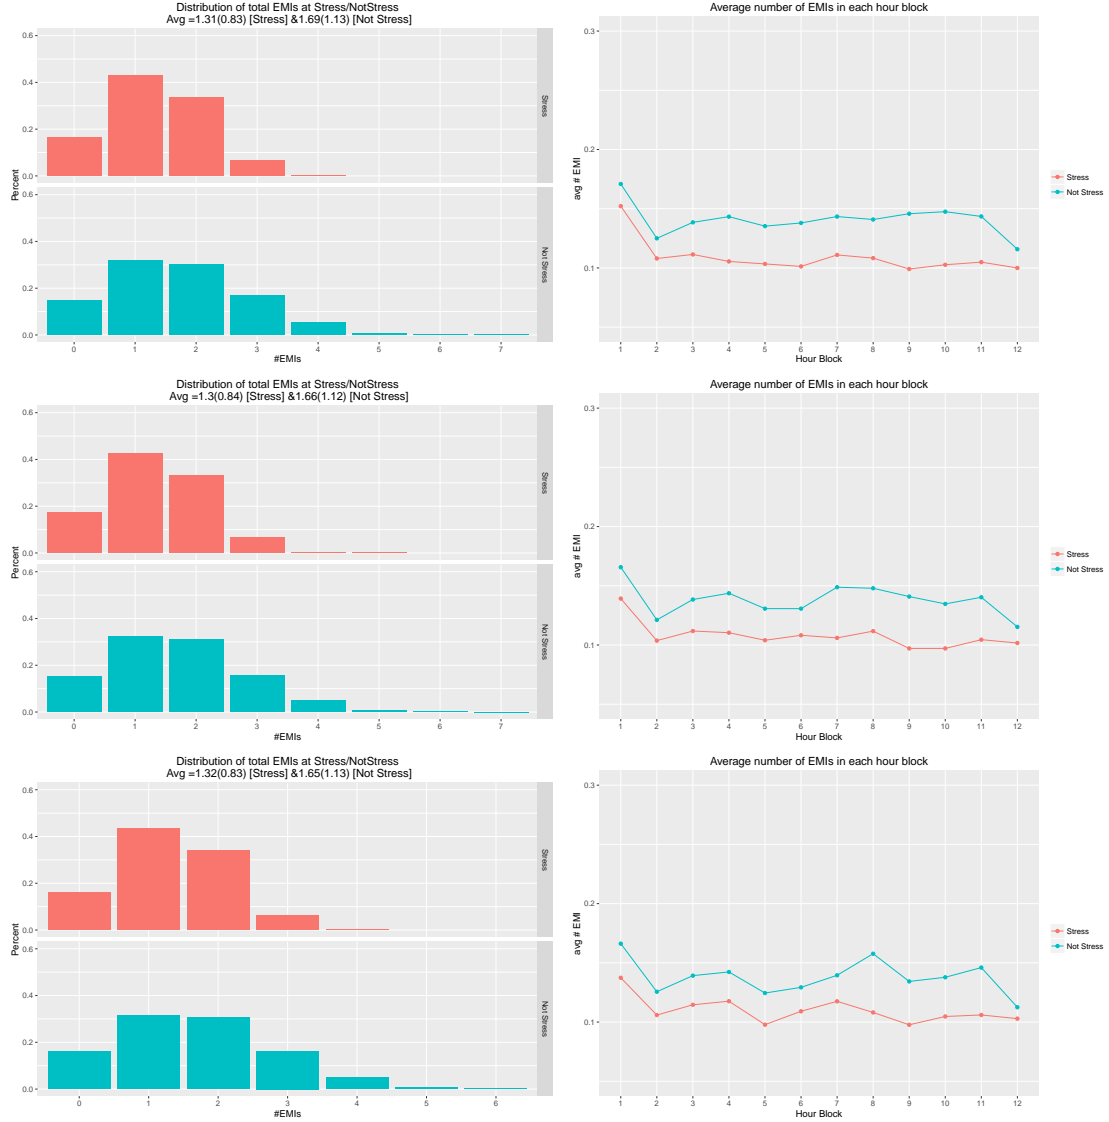 Distribution of total EMIs at Stress/NotStress
Avg =1.31(0.83) [Stress] &1.69(1.13) [Not Stress]
Percent
0.6
0.4
0.2
0.0
Stress
0.6
0.4
0.2
0.0
Not Stress
0 1 2 3 4 5 6 7
#EMIs
Average number of EMIs in each hour block
avg # EMI
0.3
0.2
0.1
1 2 3 4 5 6 7 8 9 10 11 12
Hour Block
Stress
Not Stress
Distribution of total EMIs at Stress/NotStress
Avg =1.3(0.84) [Stress] &1.66(1.12) [Not Stress]
Percent
0.6
0.4
0.2
0.0
Stress
0.6
0.4
0.2
0.0
Not Stress
0 1 2 3 4 5 6 7
#EMIs
Average number of EMIs in each hour block
avg # EMI
0.3
0.2
0.1
1 2 3 4 5 6 7 8 9 10 11 12
Hour Block
Stress
Not Stress
Distribution of total EMIs at Stress/NotStress
Avg =1.32(0.83) [Stress] &1.65(1.13) [Not Stress]
Percent
0.6
0.4
0.2
0.0
Stress
0.6
0.4
0.2
0.0
Not Stress
0 1 2 3 4 5 6
#EMIs
Average number of EMIs in each hour block
avg # EMI
0.3
0.2
0.1
1 2 3 4 5 6 7 8 9 10 11 12
Hour Block
Stress
Not Stress